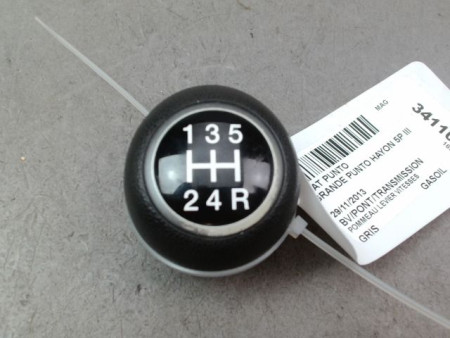 1 3 5
2 4 R
MAG
34116
AT PUNTO
GRANDE PUNTO HAYON 5P III
29/11/2013
BV/PONT/TRANSMISSION
POMMEAU LEVIER VITESSES
GRIS
GASOIL